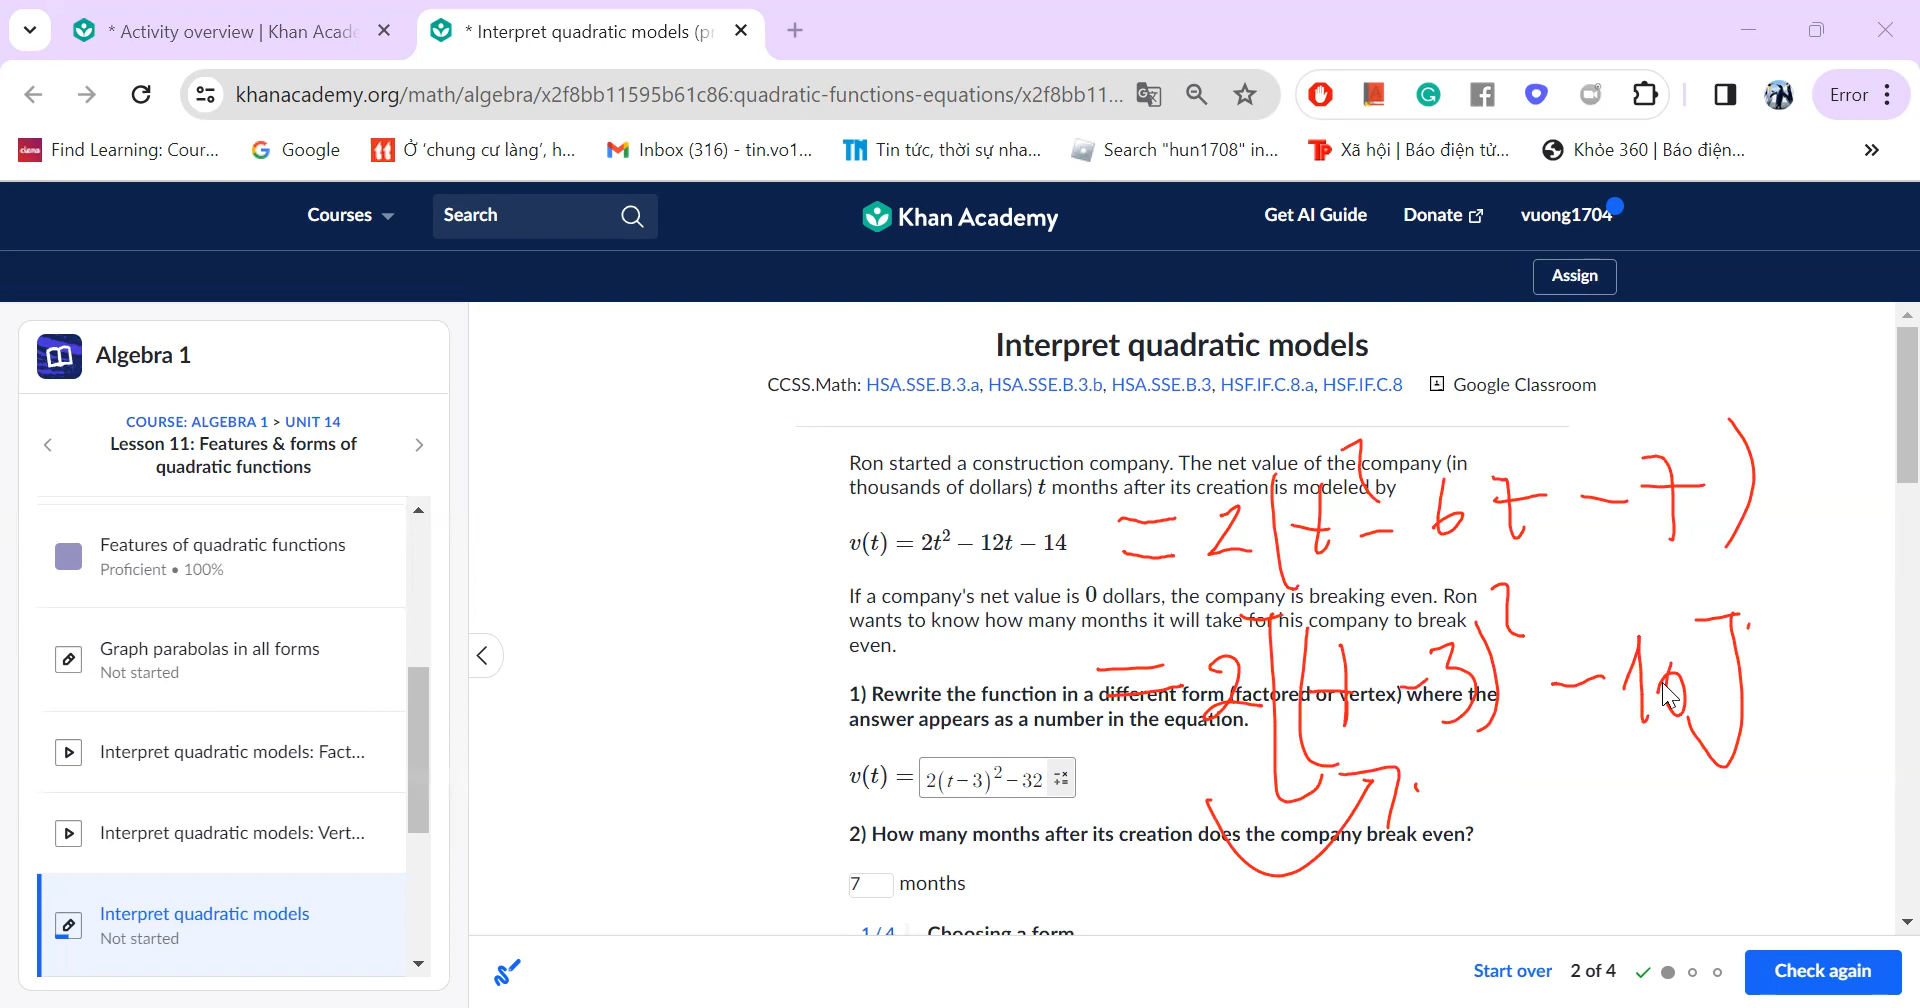 * Activity overview | Khan Acade
* Interpret quadratic models (pr
khanacademy.org/math/algebra/x2f8bb11595b61c86:quadratic-functions-equations/x2f8bb11...
Error
Find Learning: Cour...
Google
Ở ‘chung cư làng’, h...
Inbox (316) - tin.vo1...
TN Tin tức, thời sự nha...
Search "hun1708" in...
Xã hội | Báo điện tử...
Khỏe 360 | Báo điện...
Courses
Search
Khan Academy
Get AI Guide
Donate
vuong1704
Assign
Algebra 1
COURSE: ALGEBRA 1 > UNIT 14
Lesson 11: Features & forms of
quadratic functions
Features of quadratic functions
Proficient • 100%
Graph parabolas in all forms
Not started
Interpret quadratic models: Fact...
Interpret quadratic models: Vert...
Interpret quadratic models
Not started
Interpret quadratic models
CCSS.Math: HSA.SSE.B.3.a, HSA.SSE.B.3.b, HSA.SSE.B.3, HSF.IF.C.8.a, HSF.IF.C.8
Google Classroom
Ron started a construction company. The net value of the company (in
thousands of dollars) t months after its creation is modeled by
v(t) = 2t² − 12t − 14
= 2(t² − 6t − 7)
If a company's net value is 0 dollars, the company is breaking even. Ron
wants to know how many months it will take for his company to break
even.
= 2[(t − 3)² − 16]
1) Rewrite the function in a different form (factored or vertex) where the
answer appears as a number in the equation.
v(t) = 2(t−3)²−32
2) How many months after its creation does the company break even?
7 months
1 / 4 Choosing a form
Start over
2 of 4
Check again